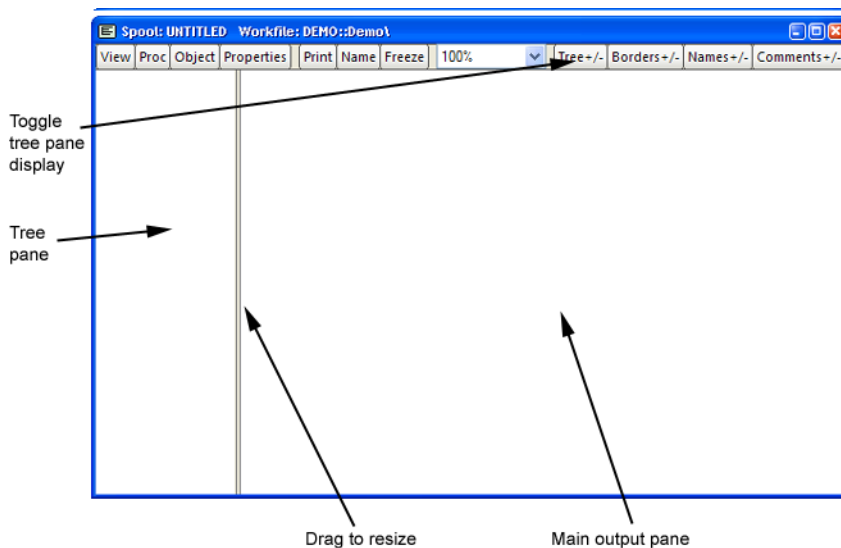 Spool: UNTITLED Workfile: DEMO::Demo\
View Proc Object Properties Print Name Freeze 100% Tree+/- Borders+/- Names+/- Comments+/-
Toggle
tree pane
display
Tree
pane
Drag to resize
Main output pane